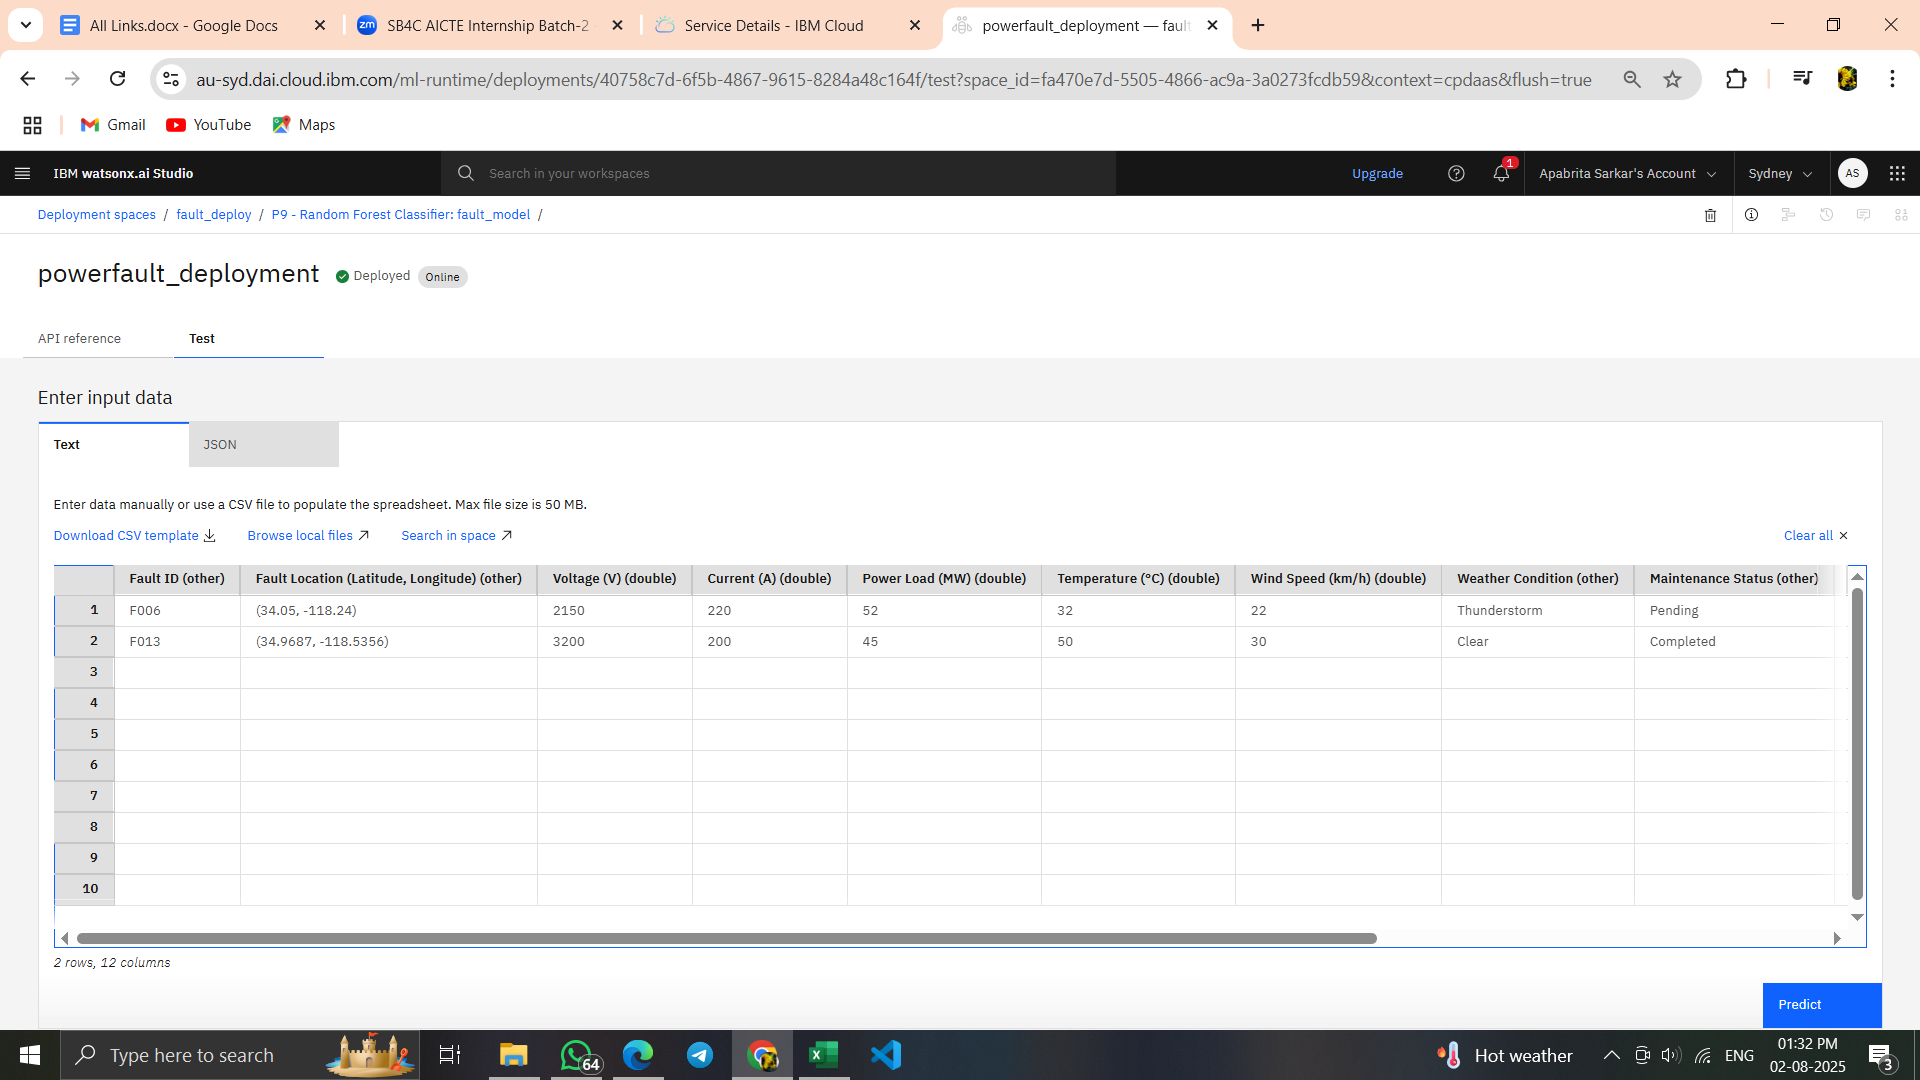 All Links.docx - Google Docs
SB4C AICTE Internship Batch-2
Service Details - IBM Cloud
powerfault_deployment — fault
au-syd.dai.cloud.ibm.com/ml-runtime/deployments/40758c7d-6f5b-4867-9615-8284a48c164f/test?space_id=fa470e7d-5505-4866-ac9a-3a0273fcdb59&context=cpdaas&flush=true
Gmail YouTube Maps
IBM watsonx.ai Studio
Search in your workspaces
Upgrade
1
Apabrita Sarkar's Account
Sydney
AS
Deployment spaces / fault_deploy / P9 - Random Forest Classifier: fault_model /
powerfault_deployment Deployed Online
API reference Test
Enter input data
Text JSON
Enter data manually or use a CSV file to populate the spreadsheet. Max file size is 50 MB.
Download CSV template Browse local files Search in space Clear all ×
Fault ID (other) Fault Location (Latitude, Longitude) (other) Voltage (V) (double) Current (A) (double) Power Load (MW) (double) Temperature (°C) (double) Wind Speed (km/h) (double) Weather Condition (other) Maintenance Status (other)
1 F006 (34.05, -118.24) 2150 220 52 32 22 Thunderstorm Pending
2 F013 (34.9687, -118.5356) 3200 200 45 50 30 Clear Completed
3
4
5
6
7
8
9
10
2 rows, 12 columns
Predict
Type here to search
64
Hot weather
ENG
01:32 PM
02-08-2025
3